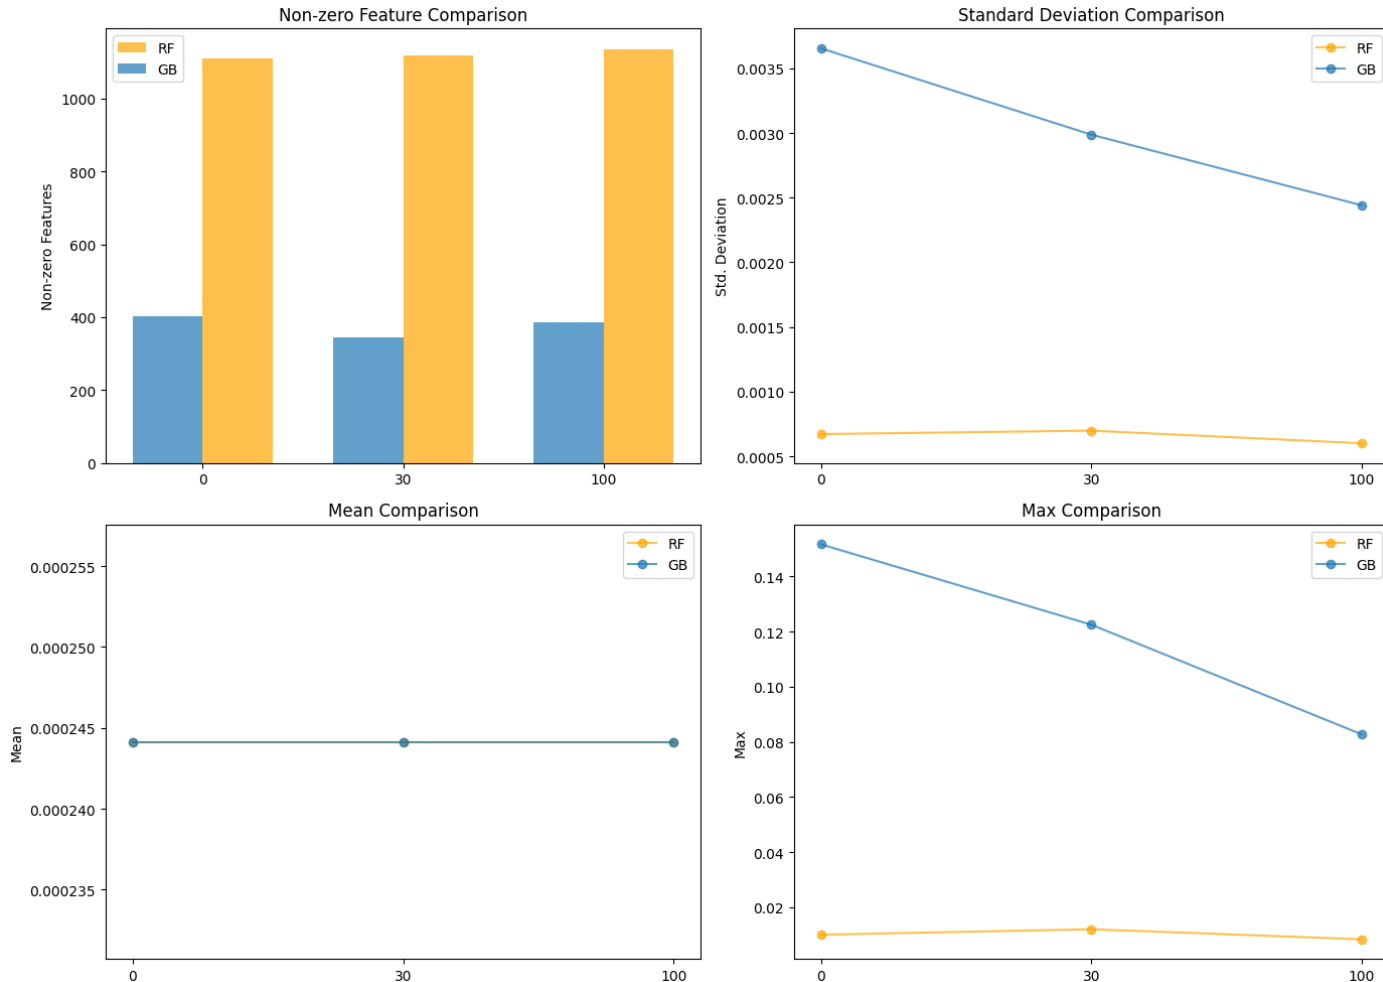 Non-zero Feature Comparison
RF
GB
Non-zero Features
1000
800
600
400
200
0
0 30 100
Standard Deviation Comparison
RF
GB
Std. Deviation
0.0035
0.0030
0.0025
0.0020
0.0015
0.0010
0.0005
0 30 100
Mean Comparison
RF
GB
Mean
0.000255
0.000250
0.000245
0.000240
0.000235
0 30 100
Max Comparison
RF
GB
Max
0.14
0.12
0.10
0.08
0.06
0.04
0.02
0 30 100